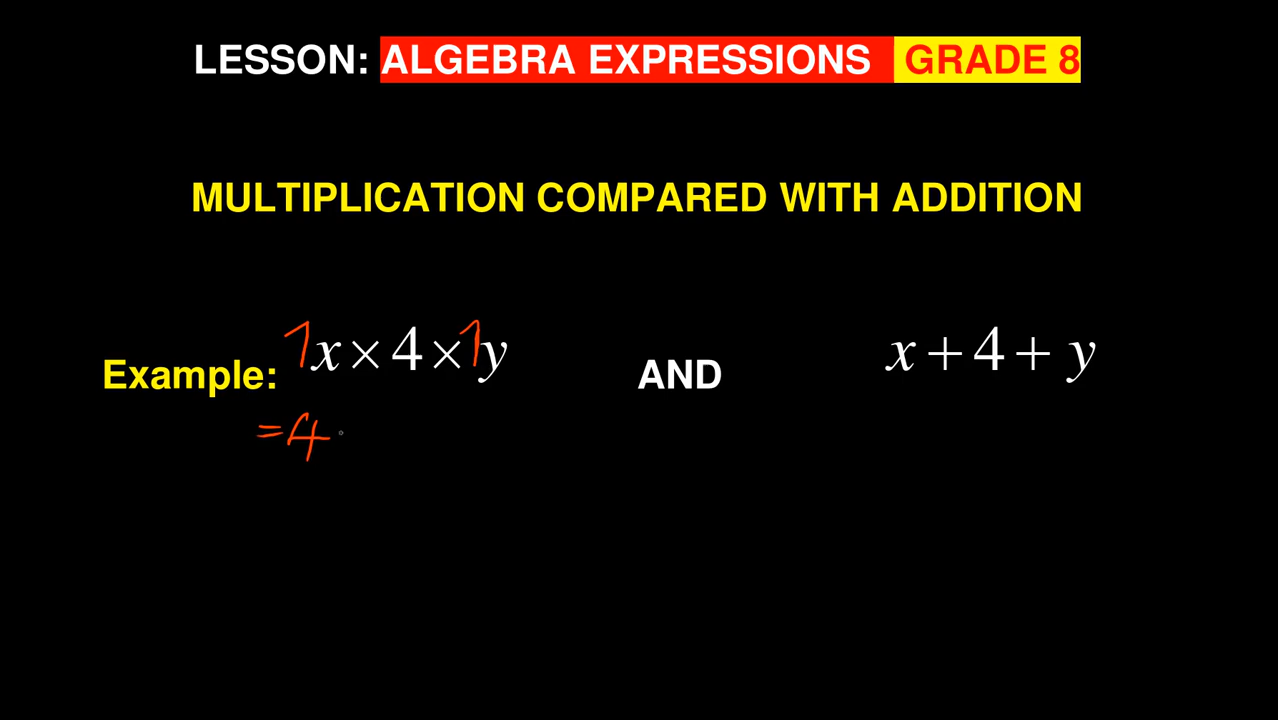 LESSON: ALGEBRA EXPRESSIONS GRADE 8
MULTIPLICATION COMPARED WITH ADDITION
Example: 1x × 4 × 1y AND x + 4 + y
=4